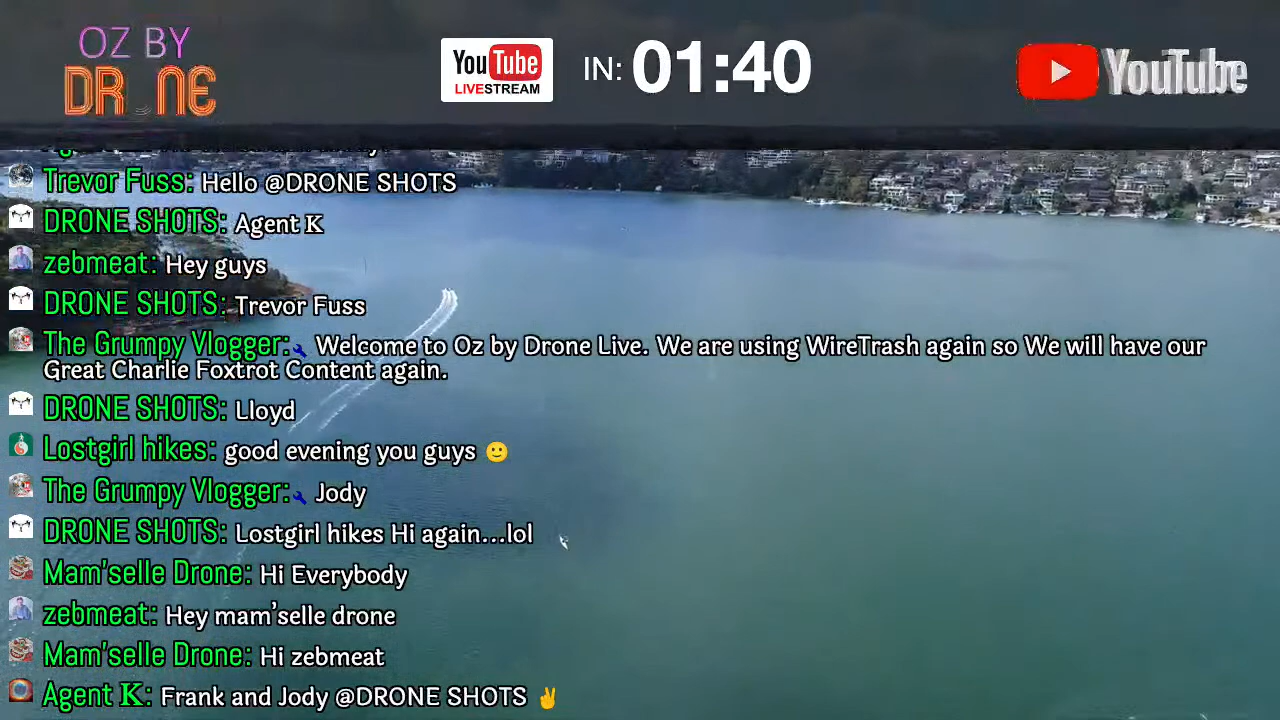 OZ BY
DRONE
YouTube
LIVESTREAM
IN: 01:40
YouTube
Trevor Fuss: Hello @DRONE SHOTS
DRONE SHOTS: Agent K
zebmeat: Hey guys
DRONE SHOTS: Trevor Fuss
The Grumpy Vlogger: Welcome to Oz by Drone Live. We are using WireTrash again so We will have our
Great Charlie Foxtrot Content again.
DRONE SHOTS: Lloyd
Lostgirl hikes: good evening you guys 🙂
The Grumpy Vlogger: Jody
DRONE SHOTS: Lostgirl hikes Hi again...lol
Mam'selle Drone: Hi Everybody
zebmeat: Hey mam'selle drone
Mam'selle Drone: Hi zebmeat
Agent K: Frank and Jody @DRONE SHOTS ✌